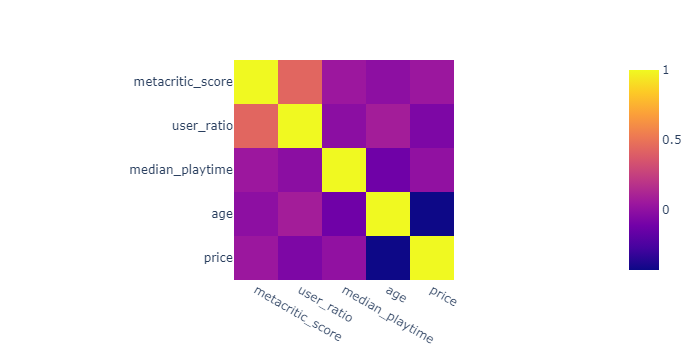 metacritic_score
user_ratio
median_playtime
age
price
metacritic_score
user_ratio
median_playtime
age
price
1
0.5
0